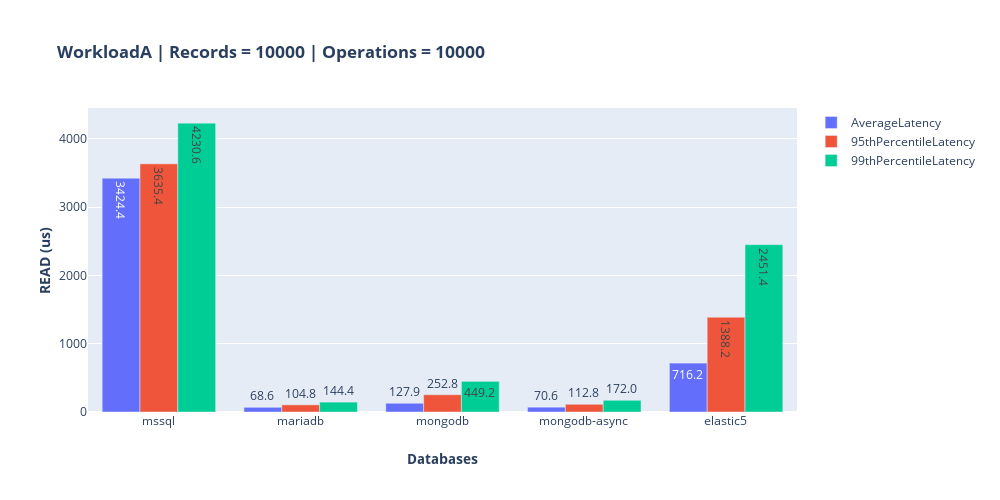 WorkloadA | Records = 10000 | Operations = 10000
AverageLatency
95thPercentileLatency
99thPercentileLatency
READ (us)
4000
3000
2000
1000
0
3424.4
3635.4
4230.6
68.6
104.8
144.4
127.9
252.8
449.2
70.6
112.8
172.0
716.2
1388.2
2451.4
mssql
mariadb
mongodb
mongodb-async
elastic5
Databases